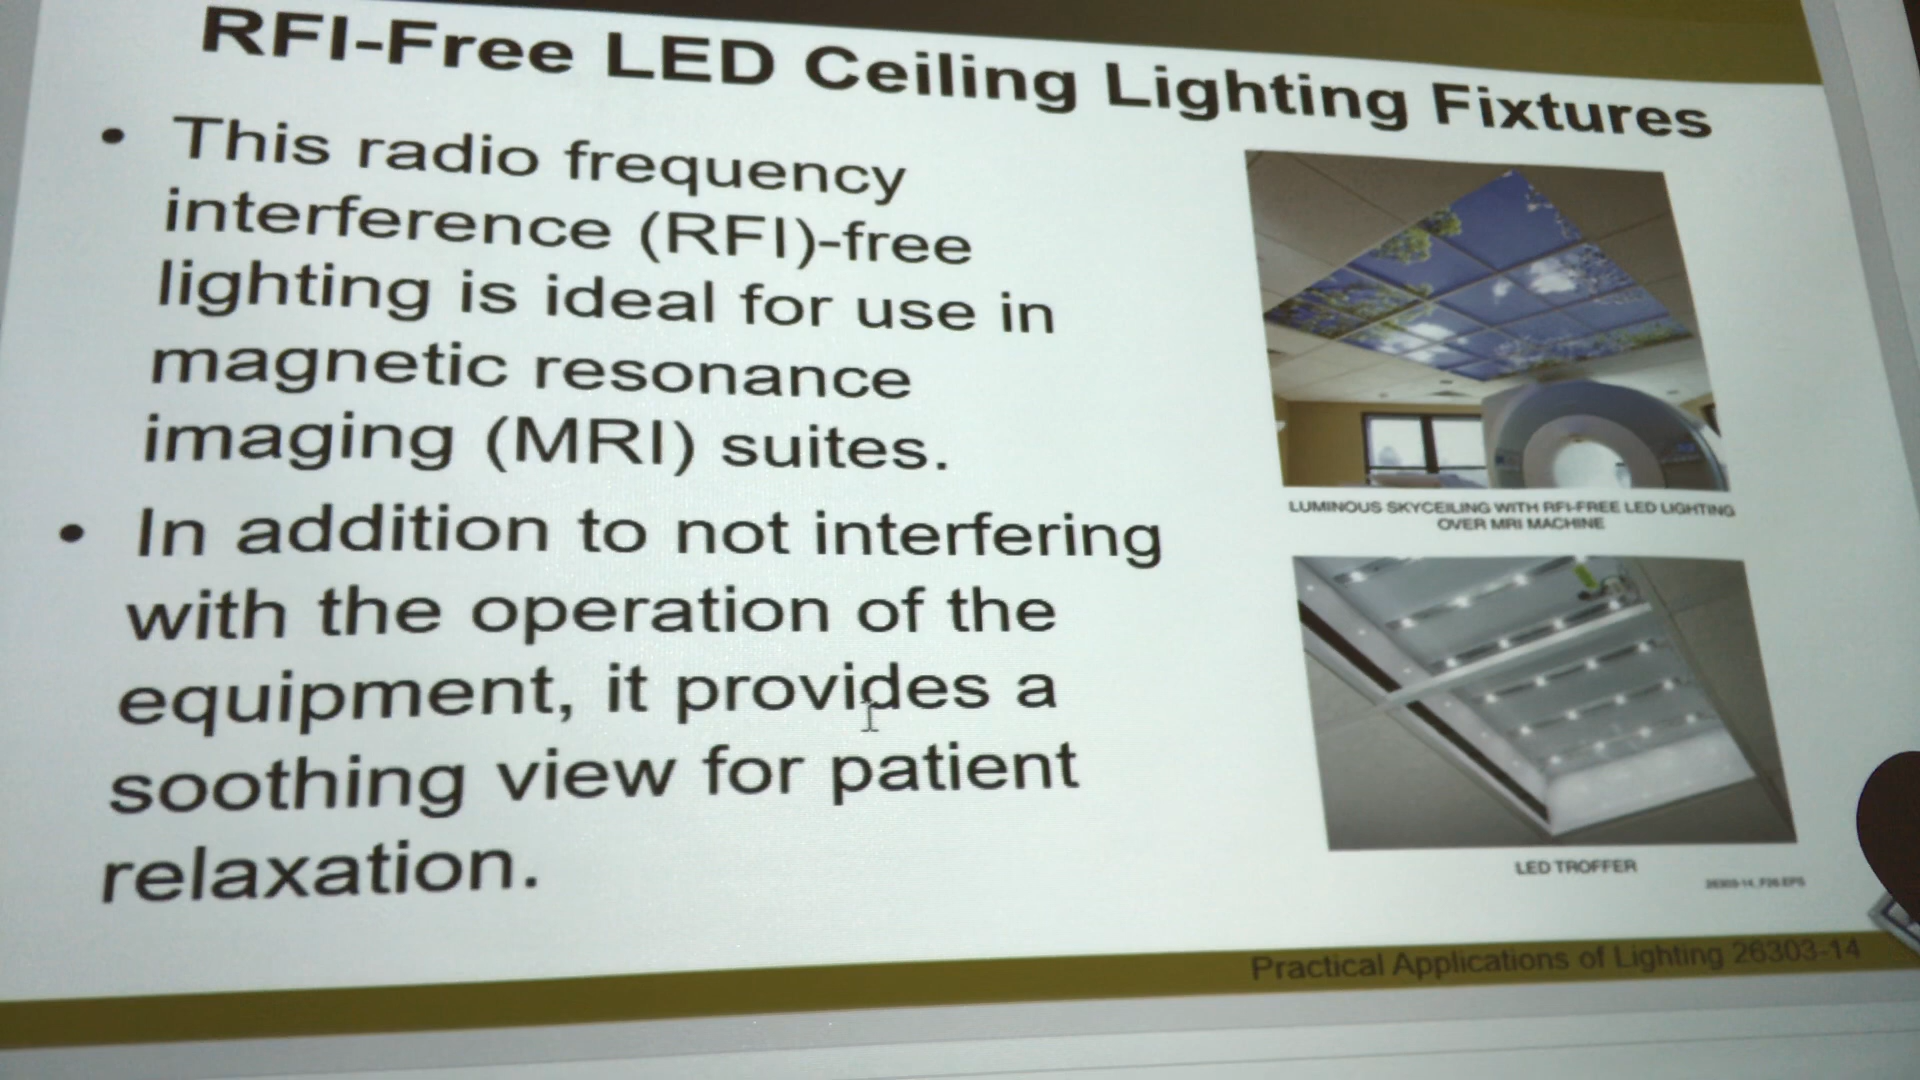 RFI-Free LED Ceiling Lighting Fixtures
• This radio frequency
interference (RFI)-free
lighting is ideal for use in
magnetic resonance
imaging (MRI) suites.
• In addition to not interfering
with the operation of the
equipment, it provides a
soothing view for patient
relaxation.
LUMINOUS SKYCEILING WITH RFI-FREE LED LIGHTING
OVER MRI MACHINE
LED TROFFER
26303-14_F26.EPS
Practical Applications of Lighting 26303-14